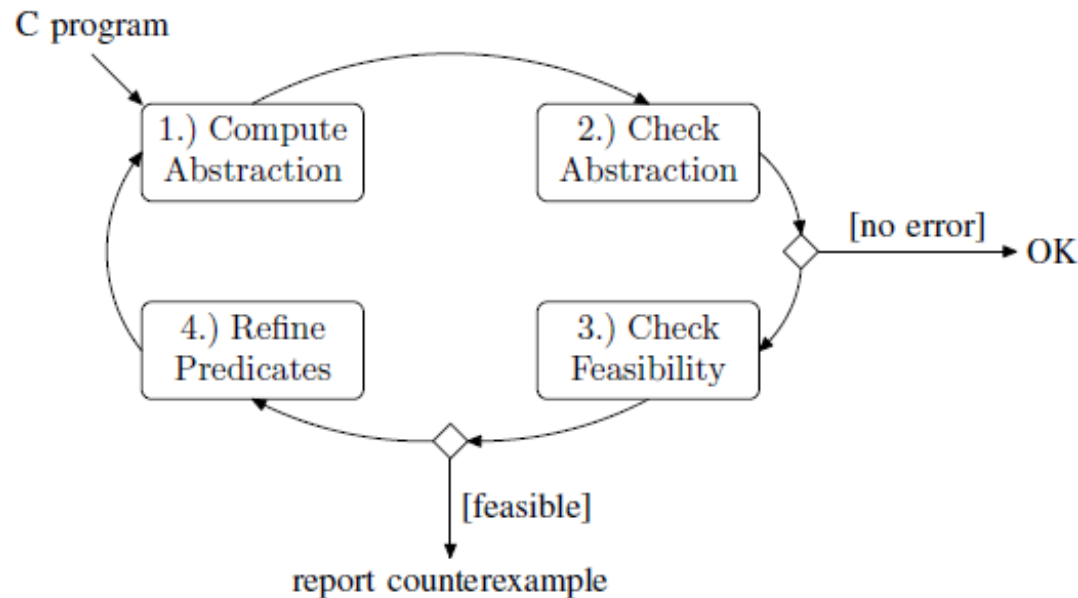 C program
1.) Compute
Abstraction
2.) Check
Abstraction
[no error]
OK
4.) Refine
Predicates
3.) Check
Feasibility
[feasible]
report counterexample